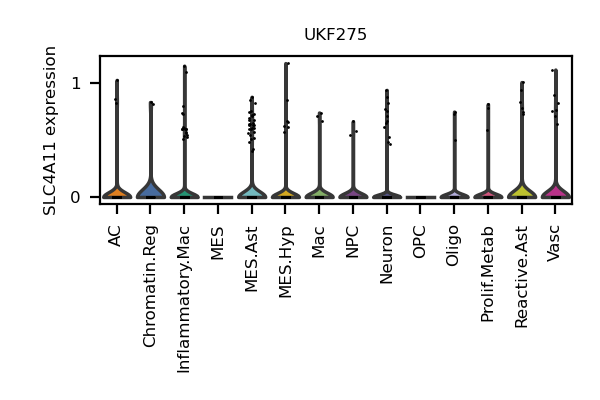 UKF275
SLC4A11 expression
1
0
AC
Chromatin.Reg
Inflammatory.Mac
MES
MES.Ast
MES.Hyp
Mac
NPC
Neuron
OPC
Oligo
Prolif.Metab
Reactive.Ast
Vasc